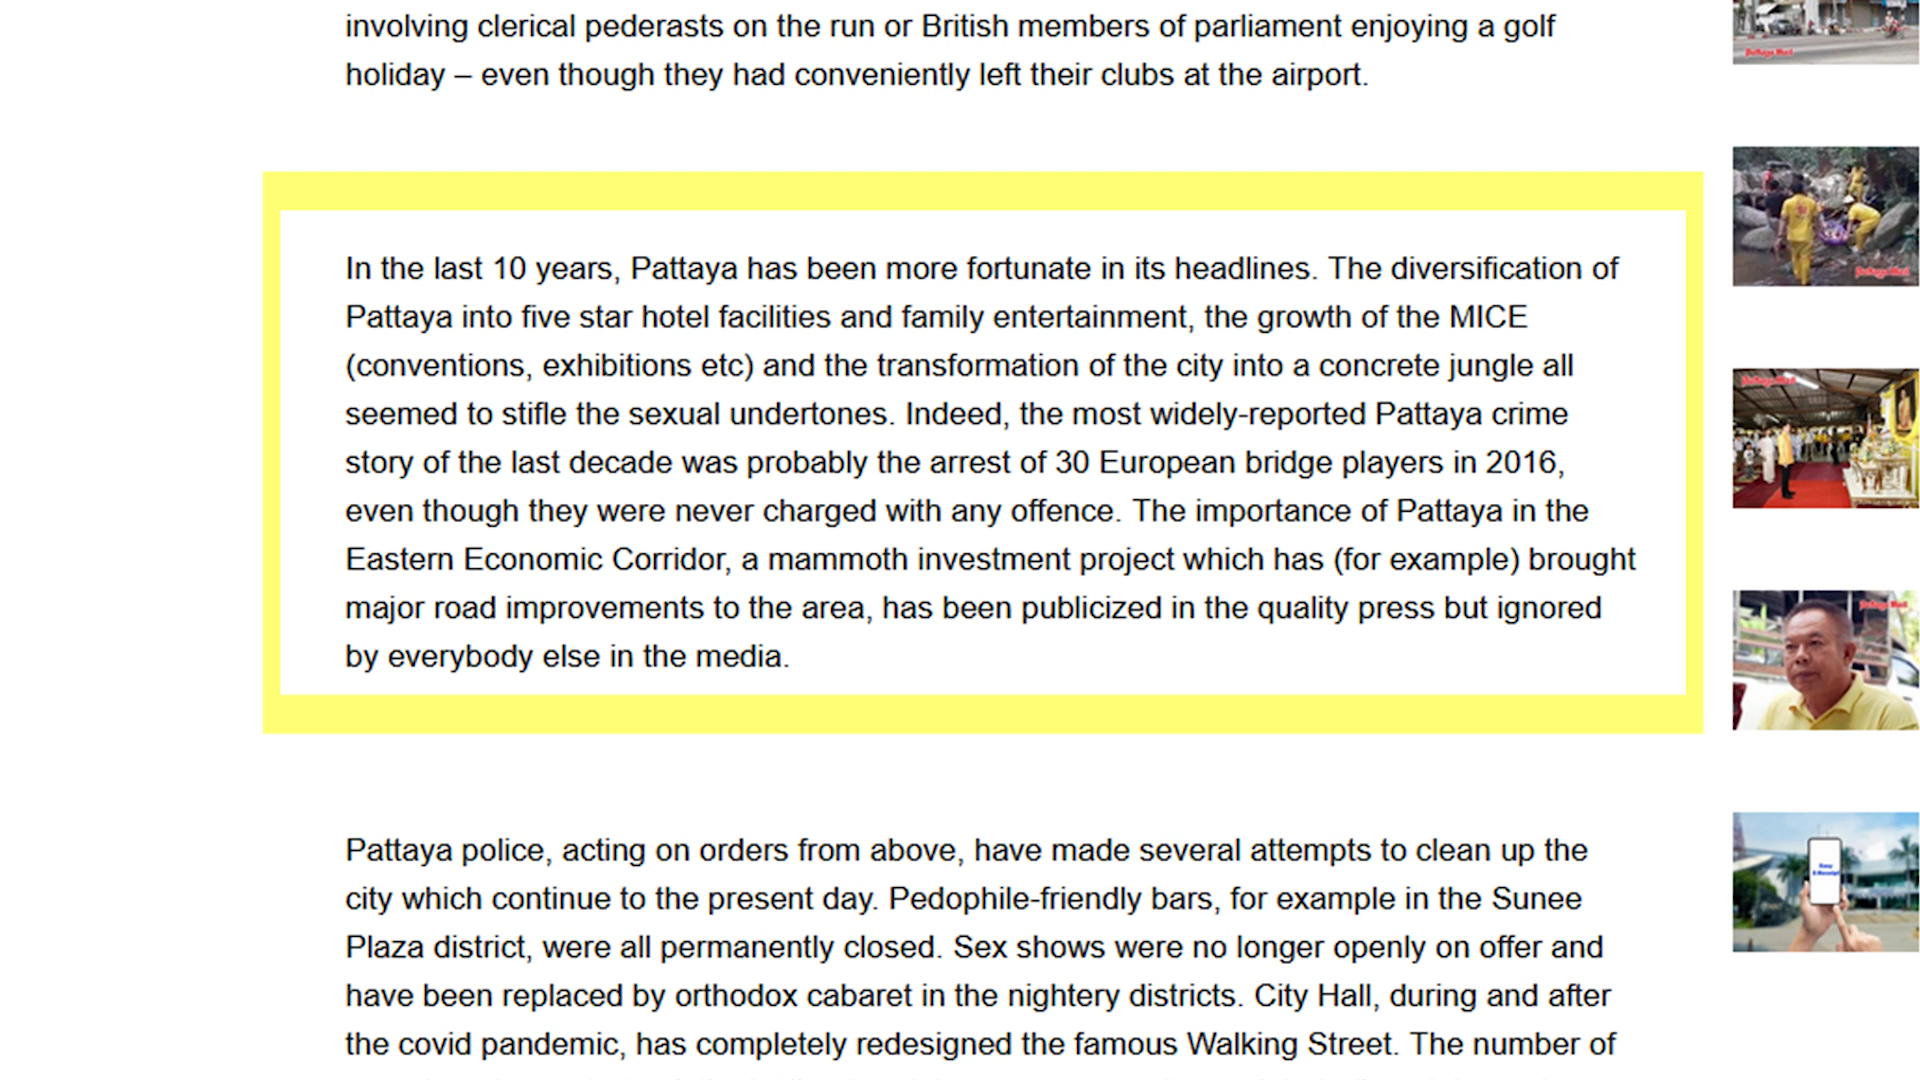 involving clerical pederasts on the run or British members of parliament enjoying a golf
holiday – even though they had conveniently left their clubs at the airport.
In the last 10 years, Pattaya has been more fortunate in its headlines. The diversification of
Pattaya into five star hotel facilities and family entertainment, the growth of the MICE
(conventions, exhibitions etc) and the transformation of the city into a concrete jungle all
seemed to stifle the sexual undertones. Indeed, the most widely-reported Pattaya crime
story of the last decade was probably the arrest of 30 European bridge players in 2016,
even though they were never charged with any offence. The importance of Pattaya in the
Eastern Economic Corridor, a mammoth investment project which has (for example) brought
major road improvements to the area, has been publicized in the quality press but ignored
by everybody else in the media.
Pattaya police, acting on orders from above, have made several attempts to clean up the
city which continue to the present day. Pedophile-friendly bars, for example in the Sunee
Plaza district, were all permanently closed. Sex shows were no longer openly on offer and
have been replaced by orthodox cabaret in the nightery districts. City Hall, during and after
the covid pandemic, has completely redesigned the famous Walking Street. The number of
Pattaya Mail
Pattaya Mail
Pattaya Mail
Pattaya Mail